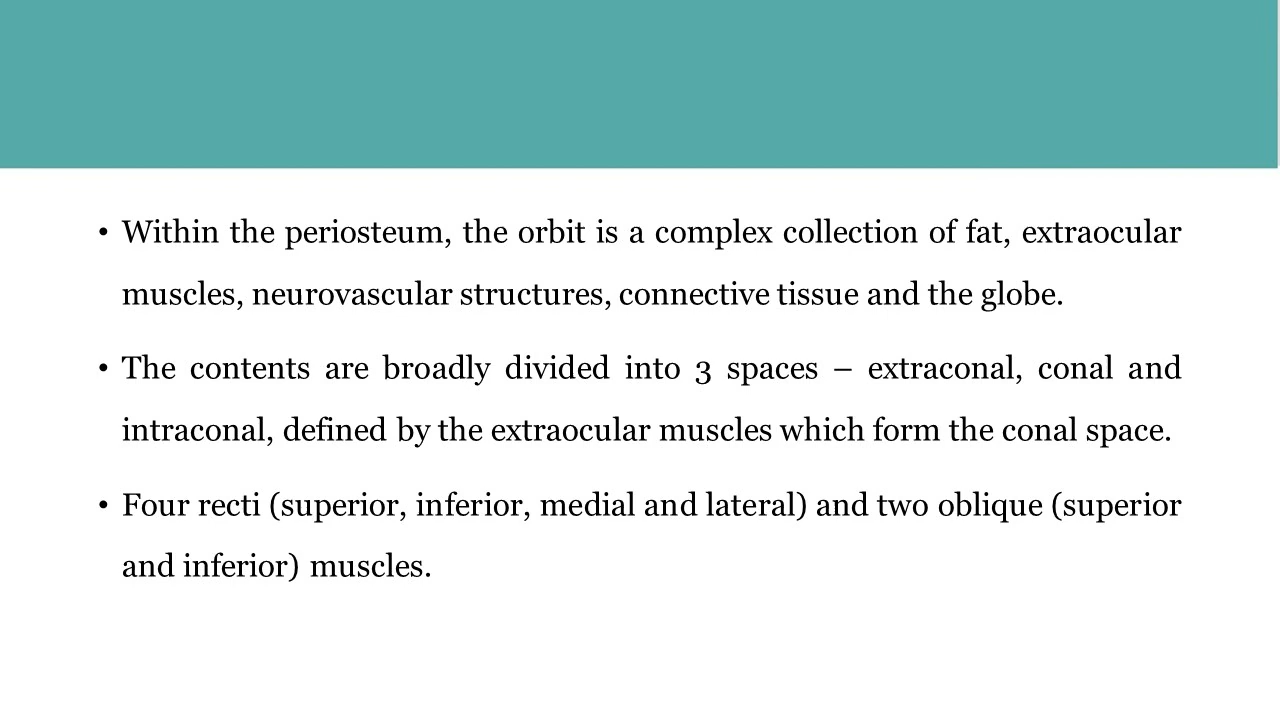 • Within the periosteum, the orbit is a complex collection of fat, extraocular
muscles, neurovascular structures, connective tissue and the globe.
• The contents are broadly divided into 3 spaces – extraconal, conal and
intraconal, defined by the extraocular muscles which form the conal space.
• Four recti (superior, inferior, medial and lateral) and two oblique (superior
and inferior) muscles.